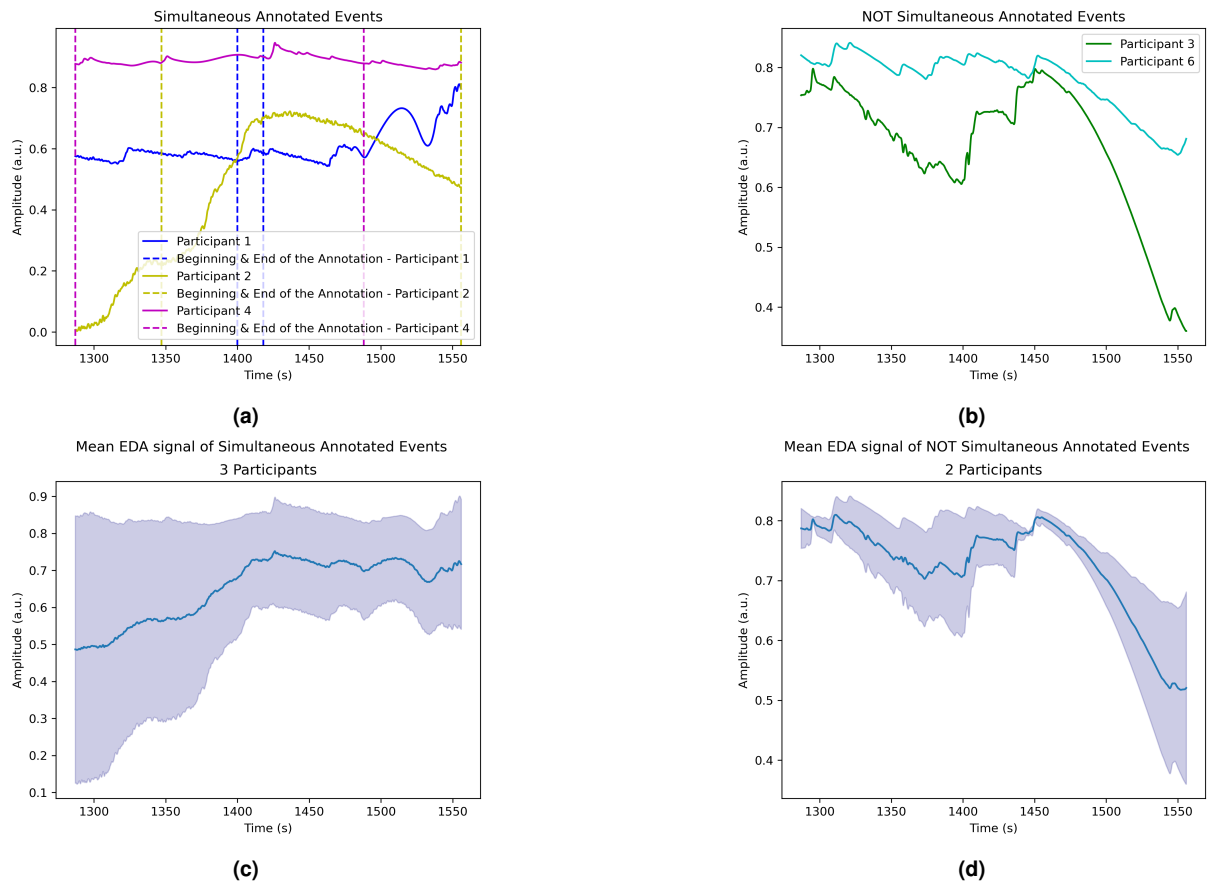 Simultaneous Annotated Events
Amplitude (a.u.)
0.8
0.6
0.4
0.2
0.0
Participant 1
Beginning & End of the Annotation - Participant 1
Participant 2
Beginning & End of the Annotation - Participant 2
Participant 4
Beginning & End of the Annotation - Participant 4
1300 1350 1400 1450 1500 1550
Time (s)
(a)
NOT Simultaneous Annotated Events
Amplitude (a.u.)
0.8
0.7
0.6
0.5
0.4
Participant 3
Participant 6
1300 1350 1400 1450 1500 1550
Time (s)
(b)
Mean EDA signal of Simultaneous Annotated Events
3 Participants
Amplitude (a.u.)
0.9
0.8
0.7
0.6
0.5
0.4
0.3
0.2
0.1
1300 1350 1400 1450 1500 1550
Time (s)
(c)
Mean EDA signal of NOT Simultaneous Annotated Events
2 Participants
Amplitude (a.u.)
0.8
0.7
0.6
0.5
0.4
1300 1350 1400 1450 1500 1550
Time (s)
(d)